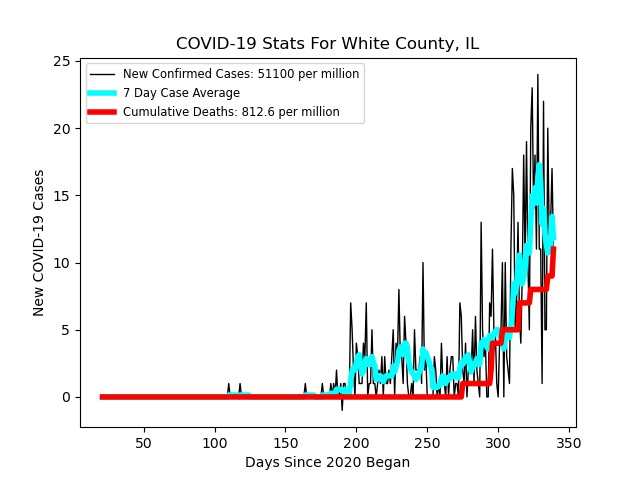 COVID-19 Stats For White County, IL
New Confirmed Cases: 51100 per million
7 Day Case Average
Cumulative Deaths: 812.6 per million
New COVID-19 Cases
25
20
15
10
5
0
50
100
150
200
250
300
350
Days Since 2020 Began